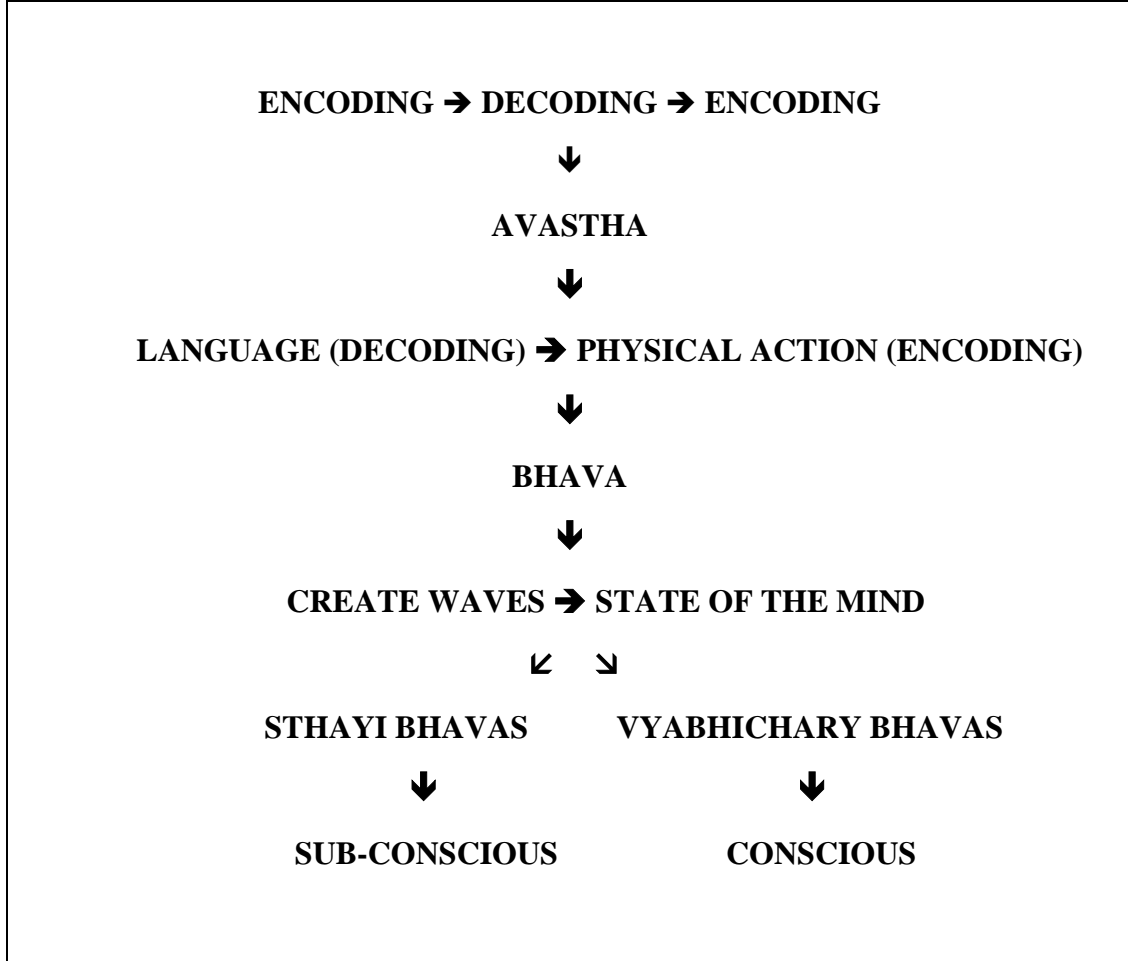 ENCODING ➔ DECODING ➔ ENCODING
AVASTHA
LANGUAGE (DECODING) ➔ PHYSICAL ACTION (ENCODING)
BHAVA
CREATE WAVES ➔ STATE OF THE MIND
STHAYI BHAVAS VYABHICHARY BHAVAS
SUB-CONSCIOUS CONSCIOUS